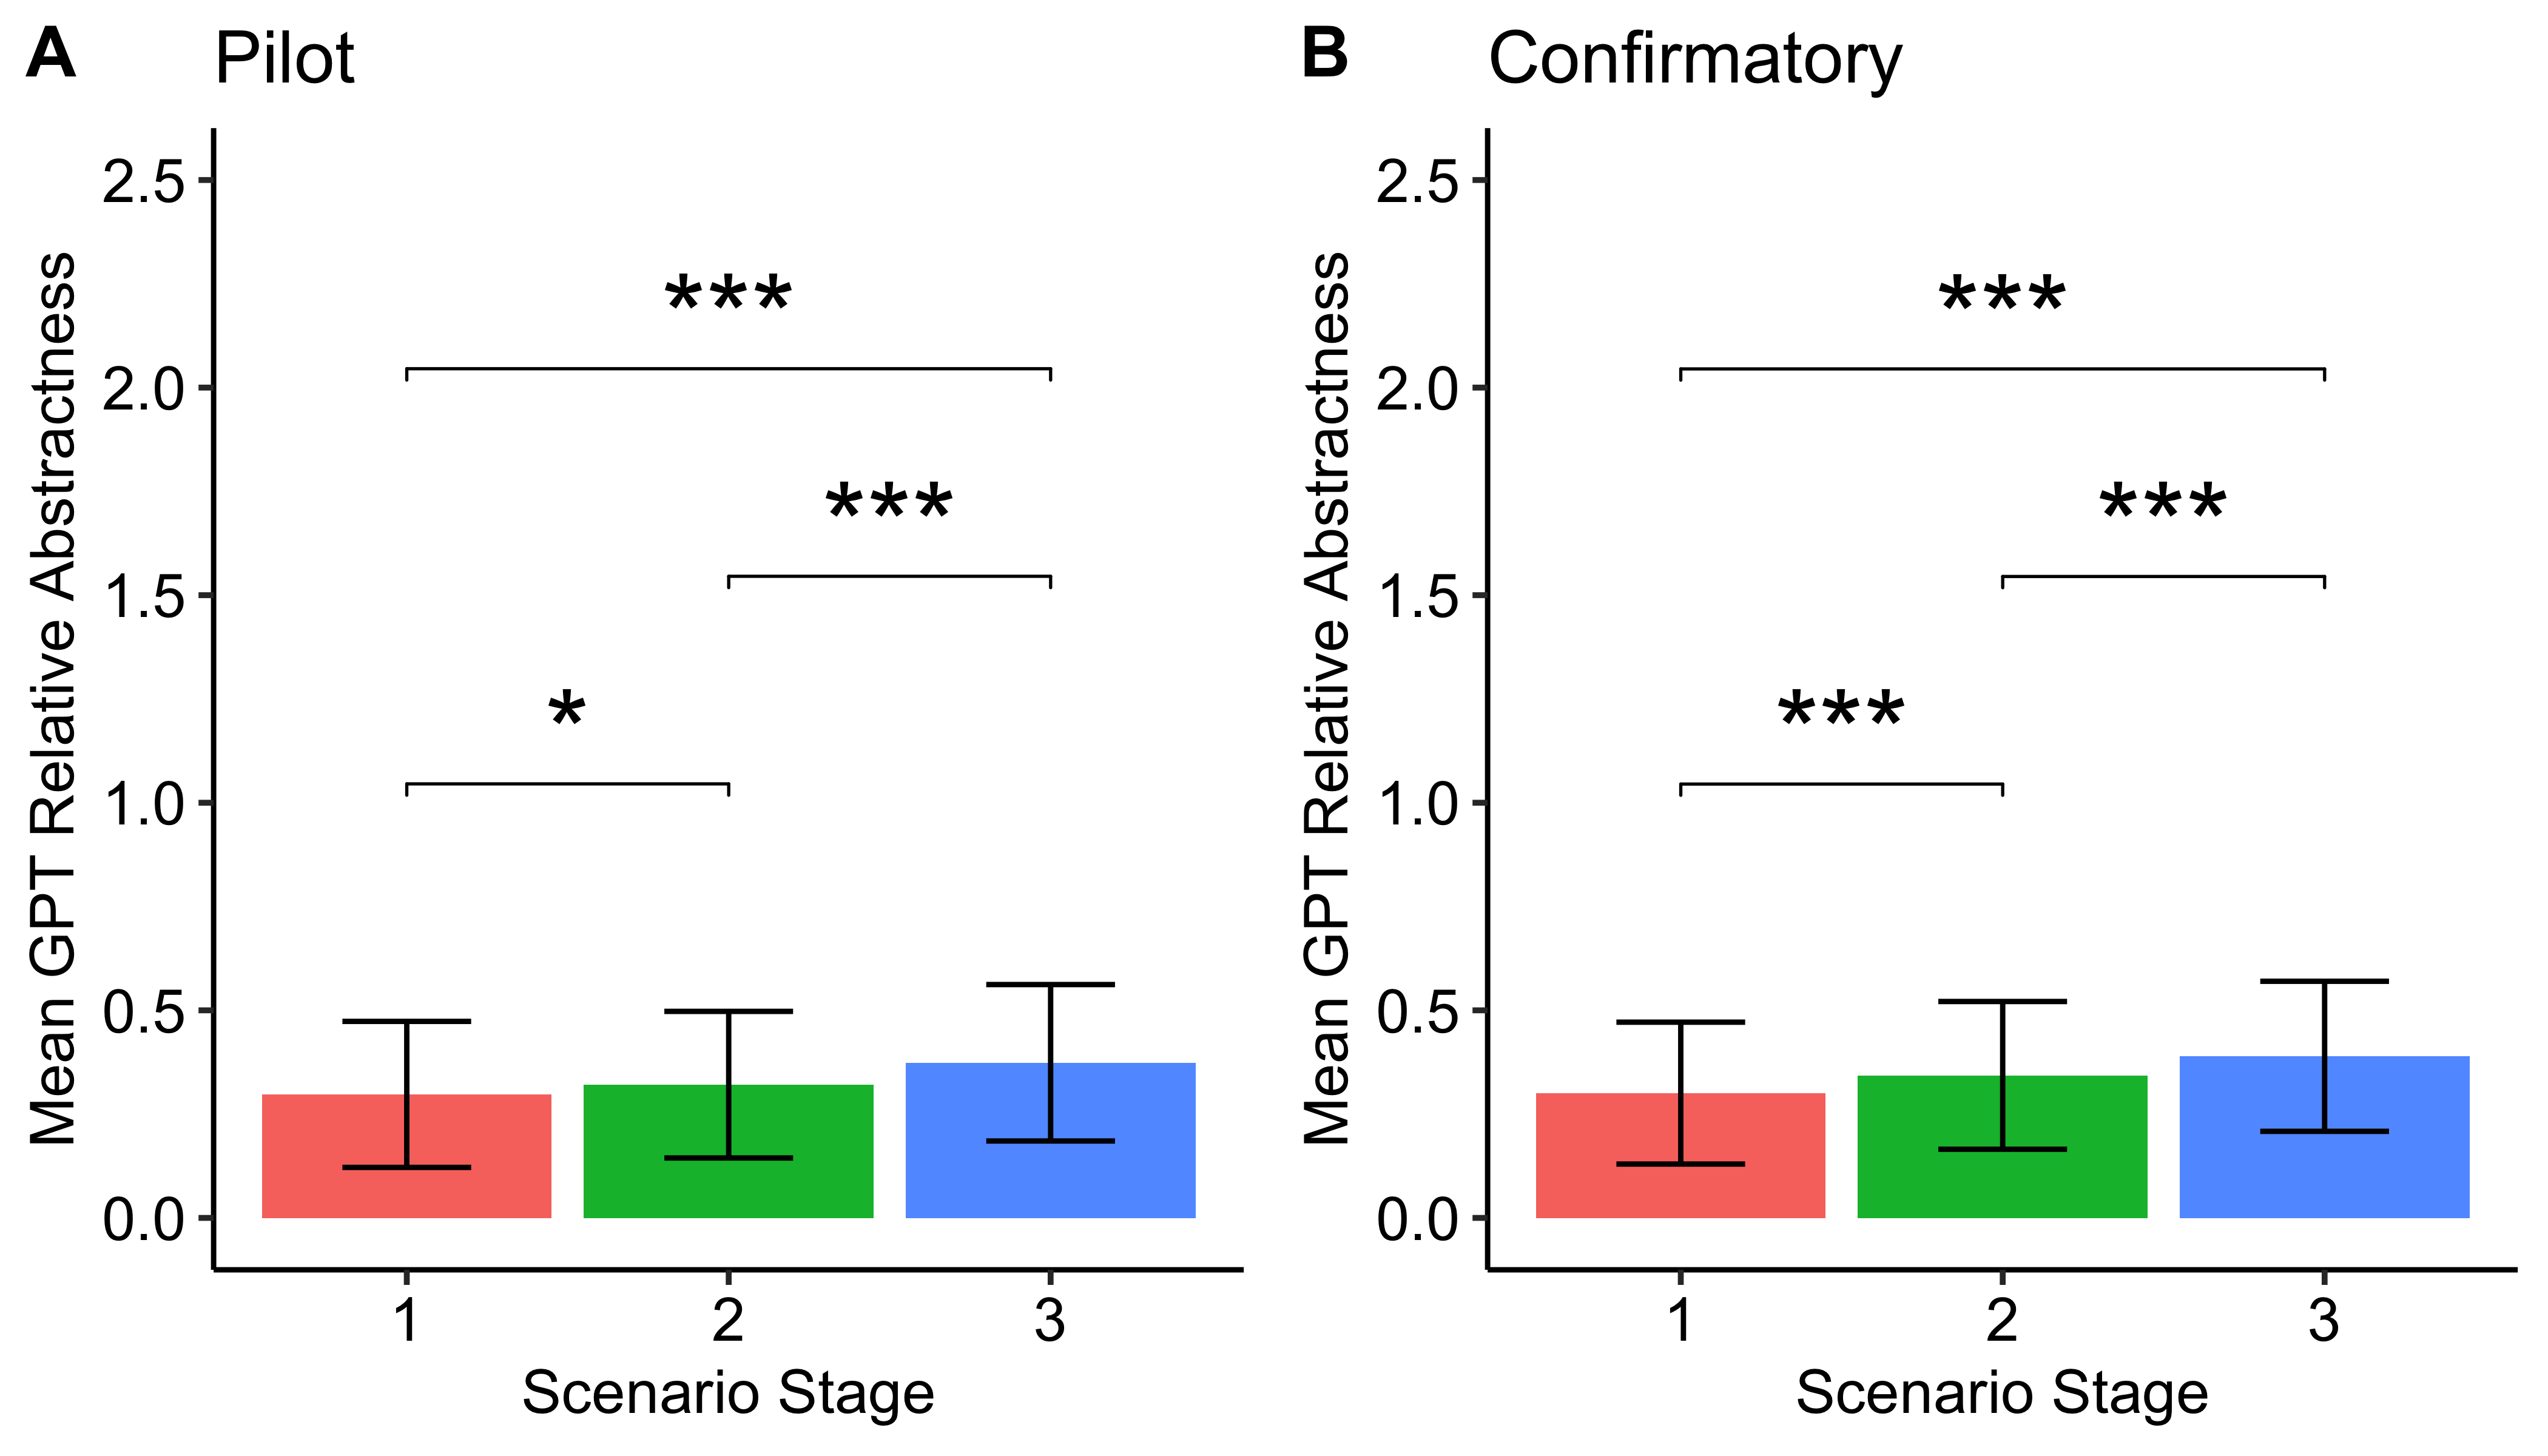 A Pilot
Mean GPT Relative Abstractness
2.5
2.0
1.5
1.0
0.5
0.0
***
***
*
1 2 3
Scenario Stage
B Confirmatory
Mean GPT Relative Abstractness
2.5
2.0
1.5
1.0
0.5
0.0
***
***
***
1 2 3
Scenario Stage